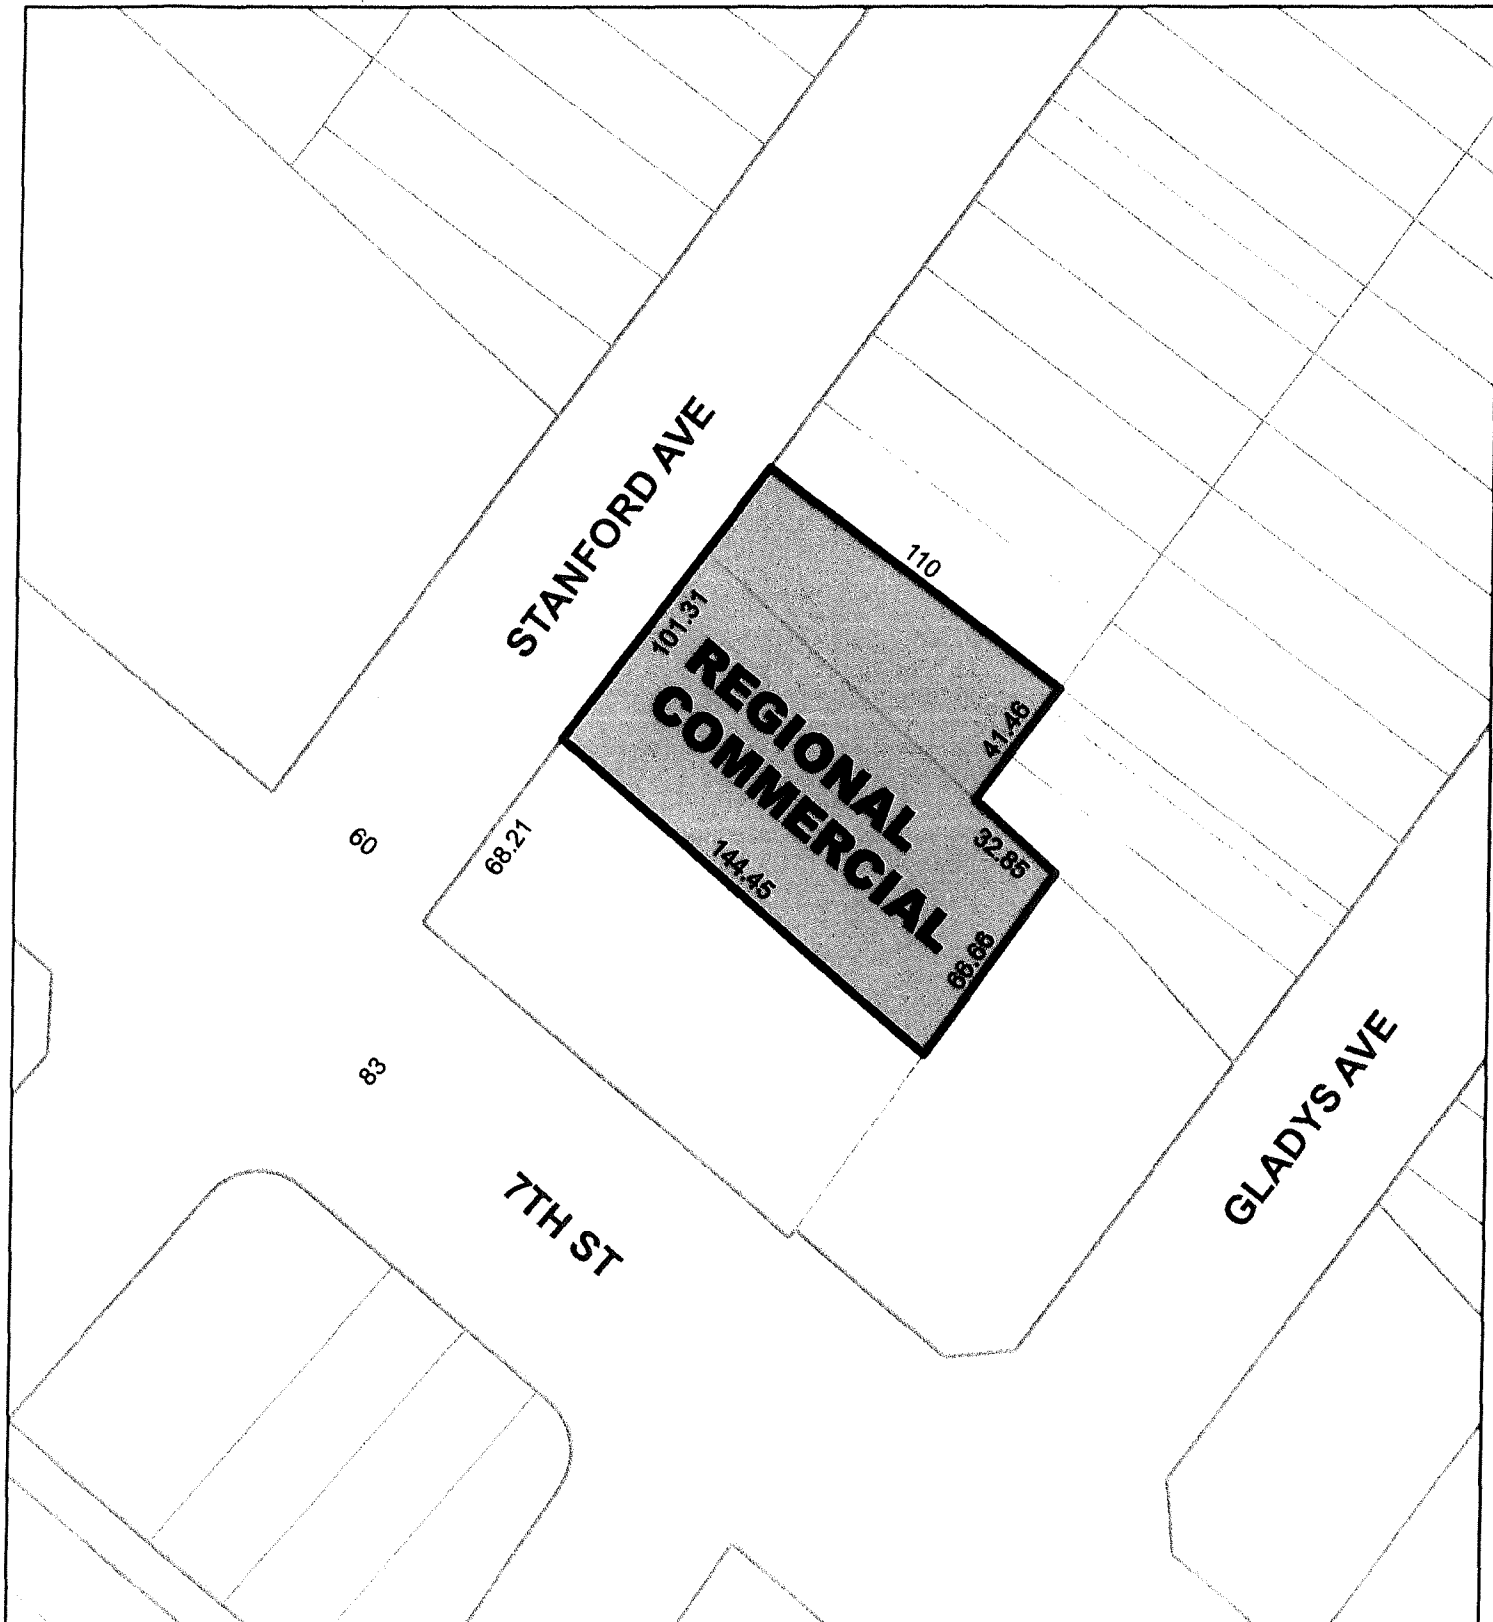 STANFORD AVE
110
101.31
REGIONAL
COMMERCIAL
41.46
32.85
60
68.21
144.45
66.66
83
7TH ST
GLADYS AVE